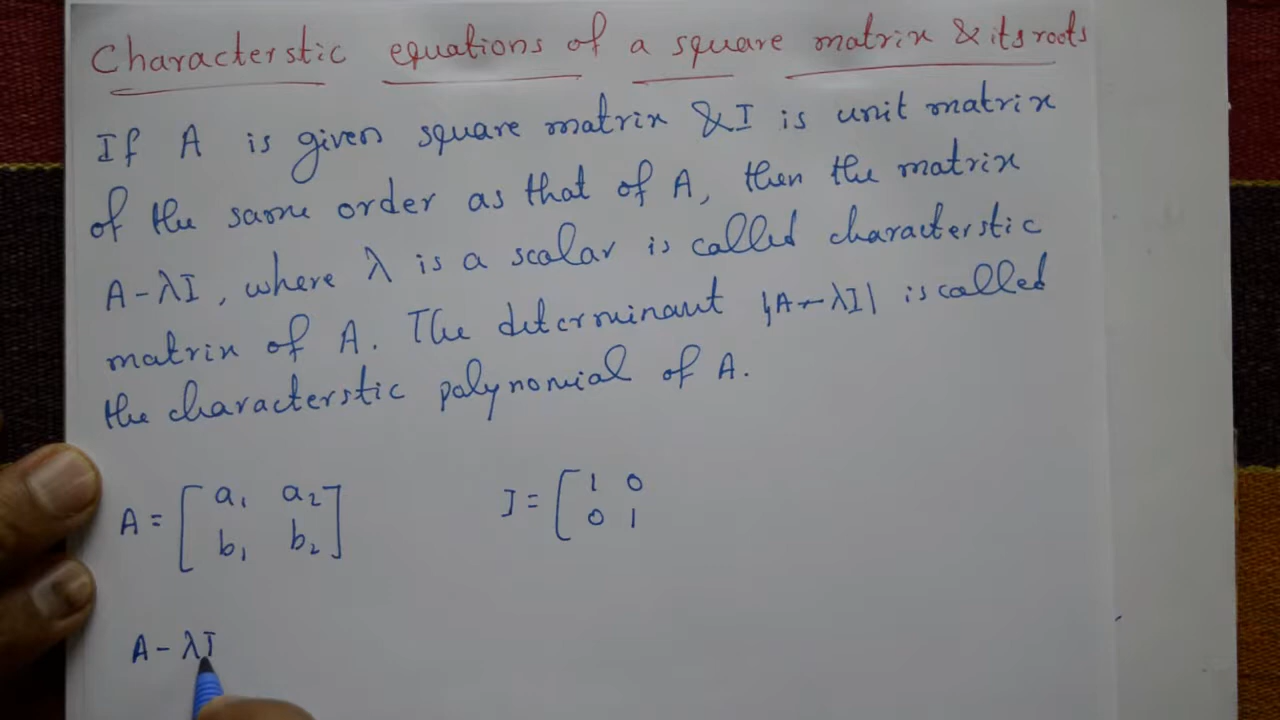 Characterstic equations of a square matrix & its roots
If A is given square matrix & I is unit matrix
of the same order as that of A, then the matrix
A - λI, where λ is a scalar is called characterstic
matrix of A. The determinant |A - λI| is called
the characterstic polynomial of A.
A = [ a₁ a₂ ] I = [ 1 0
b₁ b₂ 0 1
A - λI